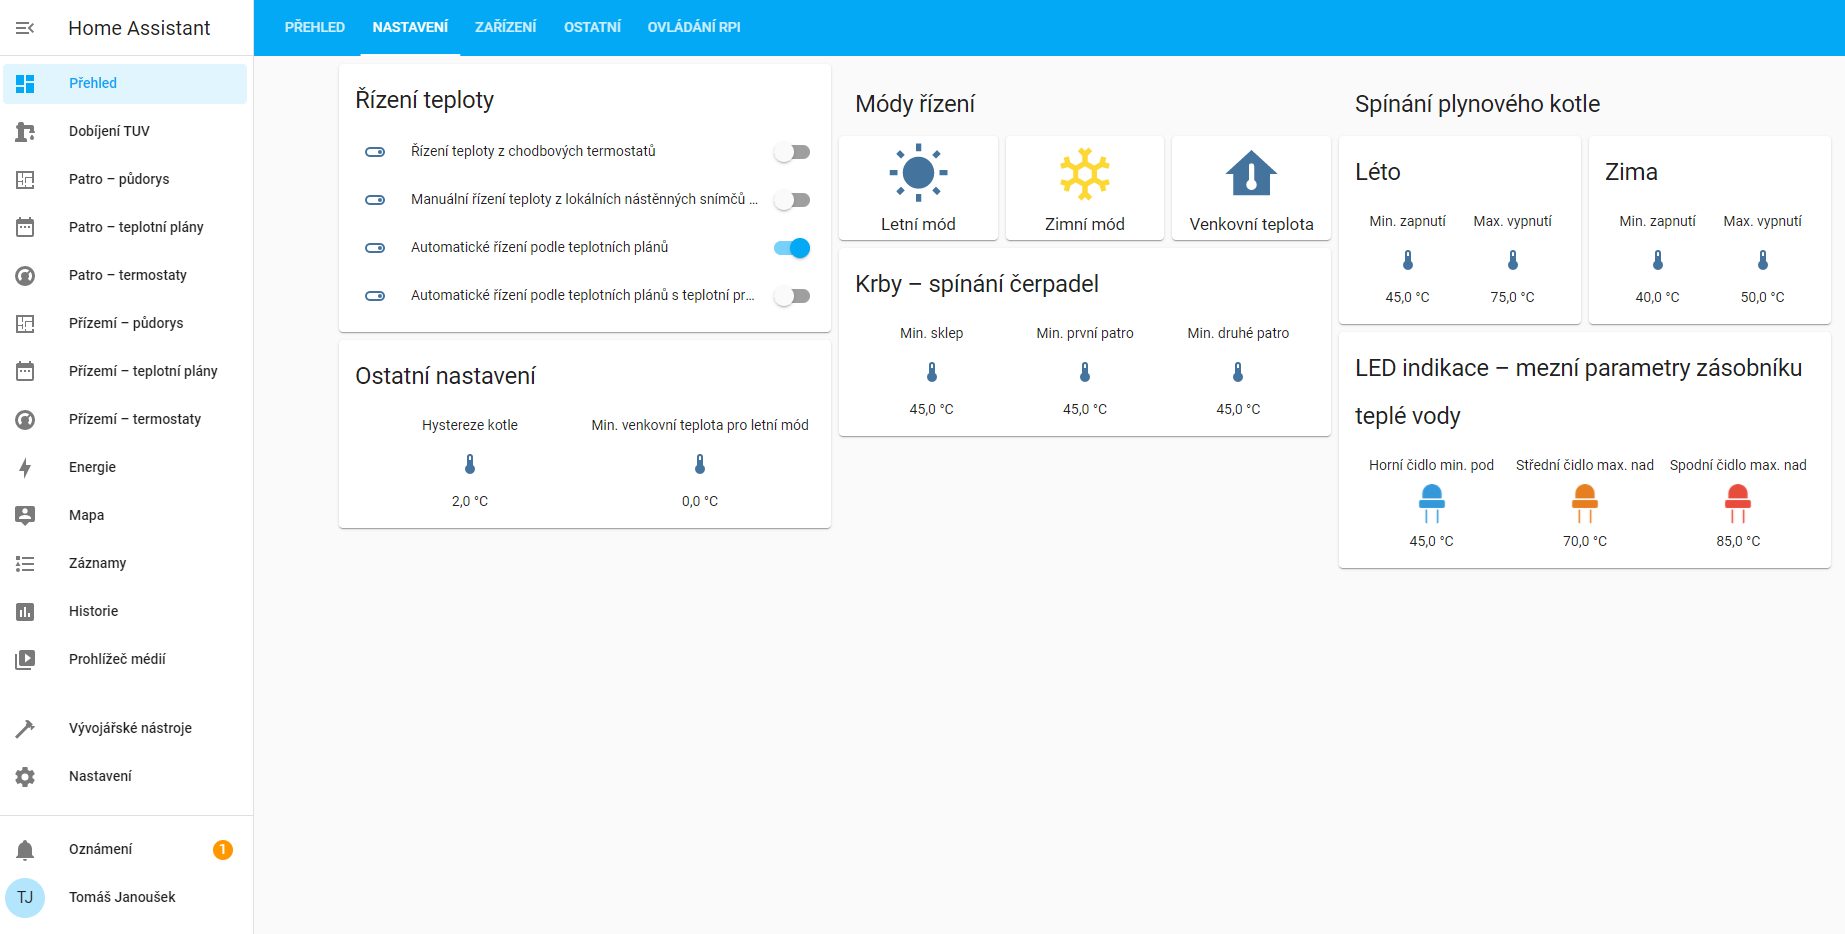 Home Assistant
Přehled
Dobíjení TUV
Patro – půdorys
Patro – teplotní plány
Patro – termostaty
Přízemí – půdorys
Přízemí – teplotní plány
Přízemí – termostaty
Energie
Mapa
Záznamy
Historie
Prohlížeč médií
Vývojářské nástroje
Nastavení
Oznámení 1
TJ Tomáš Janoušek
PŘEHLED NASTAVENÍ ZAŘÍZENÍ OSTATNÍ OVLÁDÁNÍ RPI
Řízení teploty
Řízení teploty z chodbových termostatů
Manuální řízení teploty z lokálních nástěnných snímčů ...
Automatické řízení podle teplotních plánů
Automatické řízení podle teplotních plánů s teplotní pr...
Ostatní nastavení
Hystereze kotle Min. venkovní teplota pro letní mód
2,0 °C 0,0 °C
Módy řízení
Letní mód Zimní mód Venkovní teplota
Krby – spínání čerpadel
Min. sklep Min. první patro Min. druhé patro
45,0 °C 45,0 °C 45,0 °C
Spínání plynového kotle
Léto
Min. zapnutí Max. vypnutí
45,0 °C 75,0 °C
Zima
Min. zapnutí Max. vypnutí
40,0 °C 50,0 °C
LED indikace – mezní parametry zásobníku
teplé vody
Horní čidlo min. pod Střední čidlo max. nad Spodní čidlo max. nad
45,0 °C 70,0 °C 85,0 °C